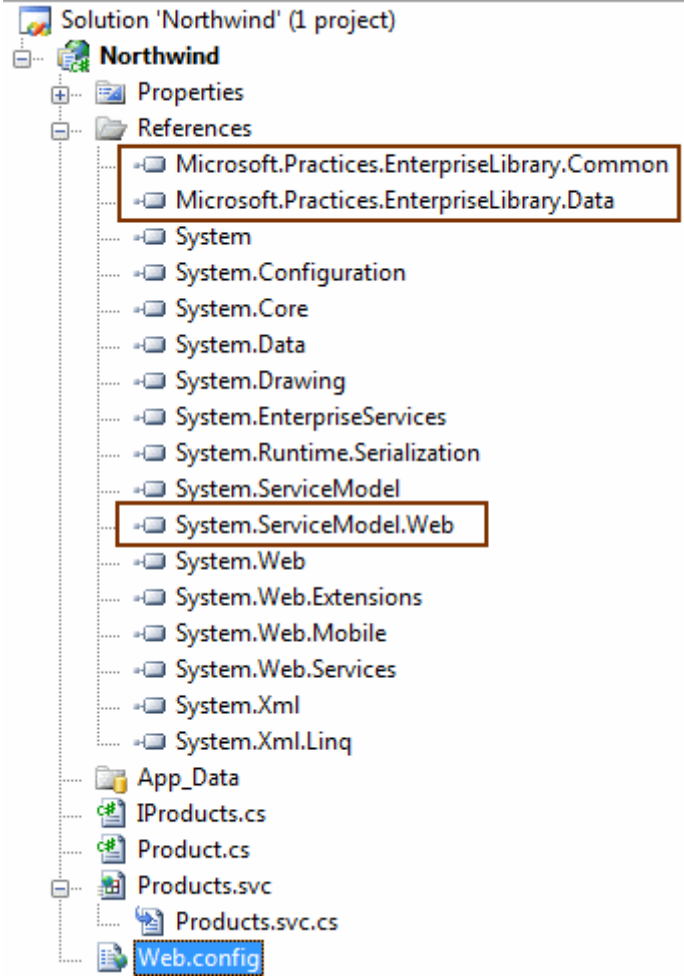 Solution 'Northwind' (1 project)
Northwind
Properties
References
Microsoft.Practices.EnterpriseLibrary.Common
Microsoft.Practices.EnterpriseLibrary.Data
System
System.Configuration
System.Core
System.Data
System.Drawing
System.EnterpriseServices
System.Runtime.Serialization
System.ServiceModel
System.ServiceModel.Web
System.Web
System.Web.Extensions
System.Web.Mobile
System.Web.Services
System.Xml
System.Xml.Linq
App_Data
IProducts.cs
Product.cs
Products.svc
Products.svc.cs
Web.config